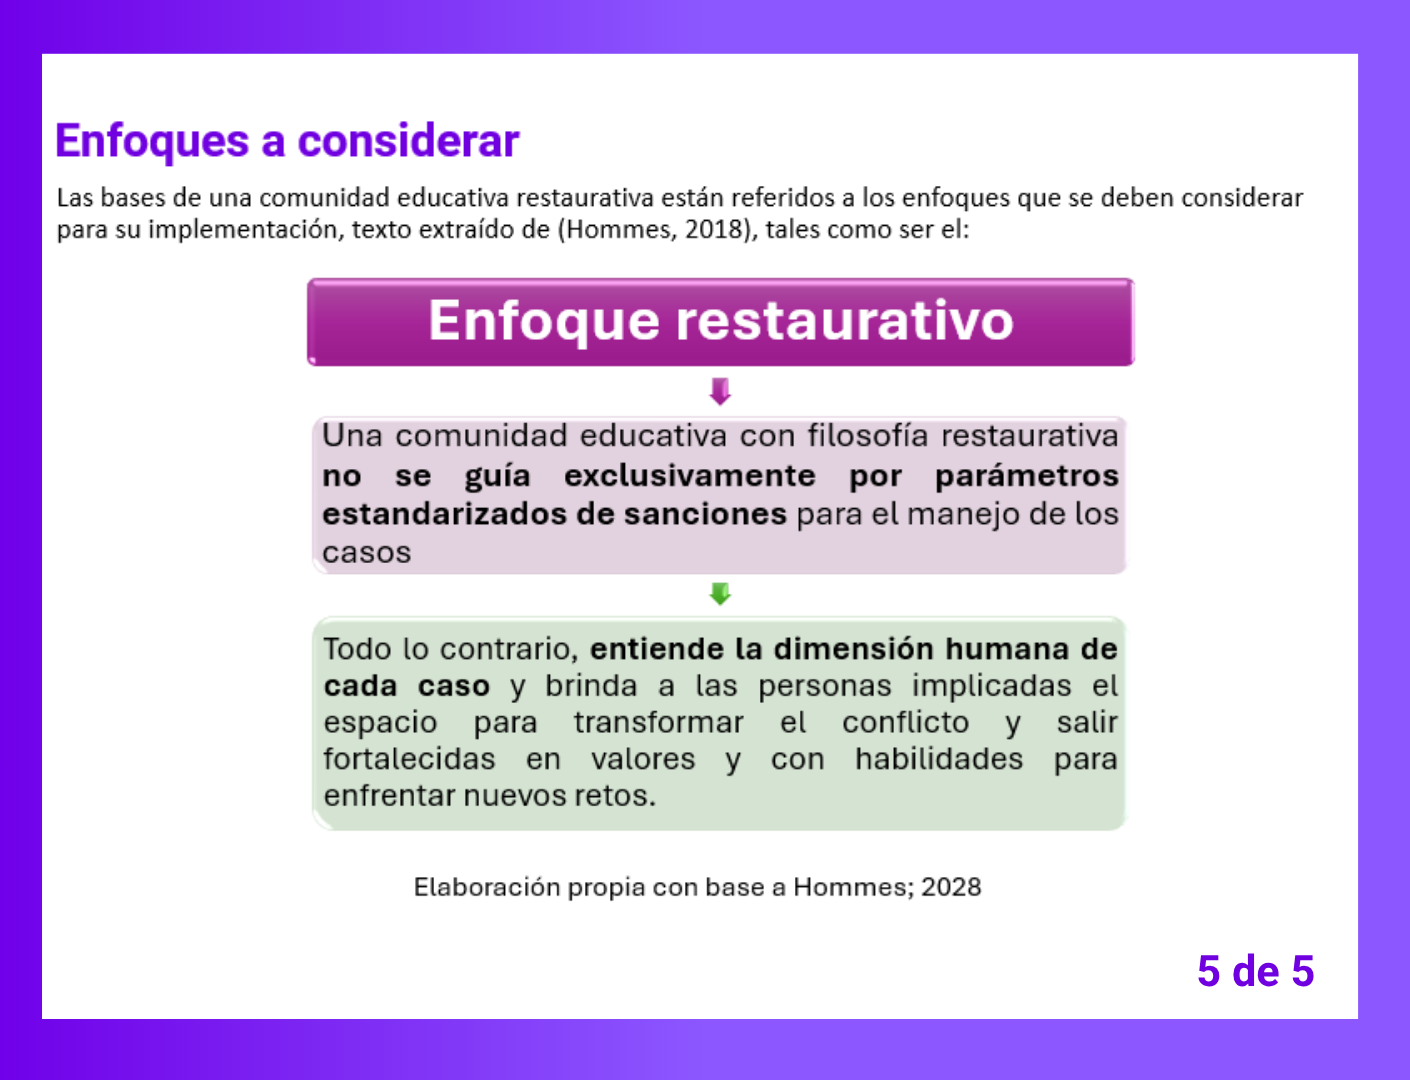 Enfoques a considerar
Las bases de una comunidad educativa restaurativa están referidos a los enfoques que se deben considerar
para su implementación, texto extraído de (Hommes, 2018), tales como ser el:
Enfoque restaurativo
Una comunidad educativa con filosofía restaurativa
no se guía exclusivamente por parámetros
estandarizados de sanciones para el manejo de los
casos
Todo lo contrario, entiende la dimensión humana de
cada caso y brinda a las personas implicadas el
espacio para transformar el conflicto y salir
fortalecidas en valores y con habilidades para
enfrentar nuevos retos.
Elaboración propia con base a Hommes; 2028
5 de 5